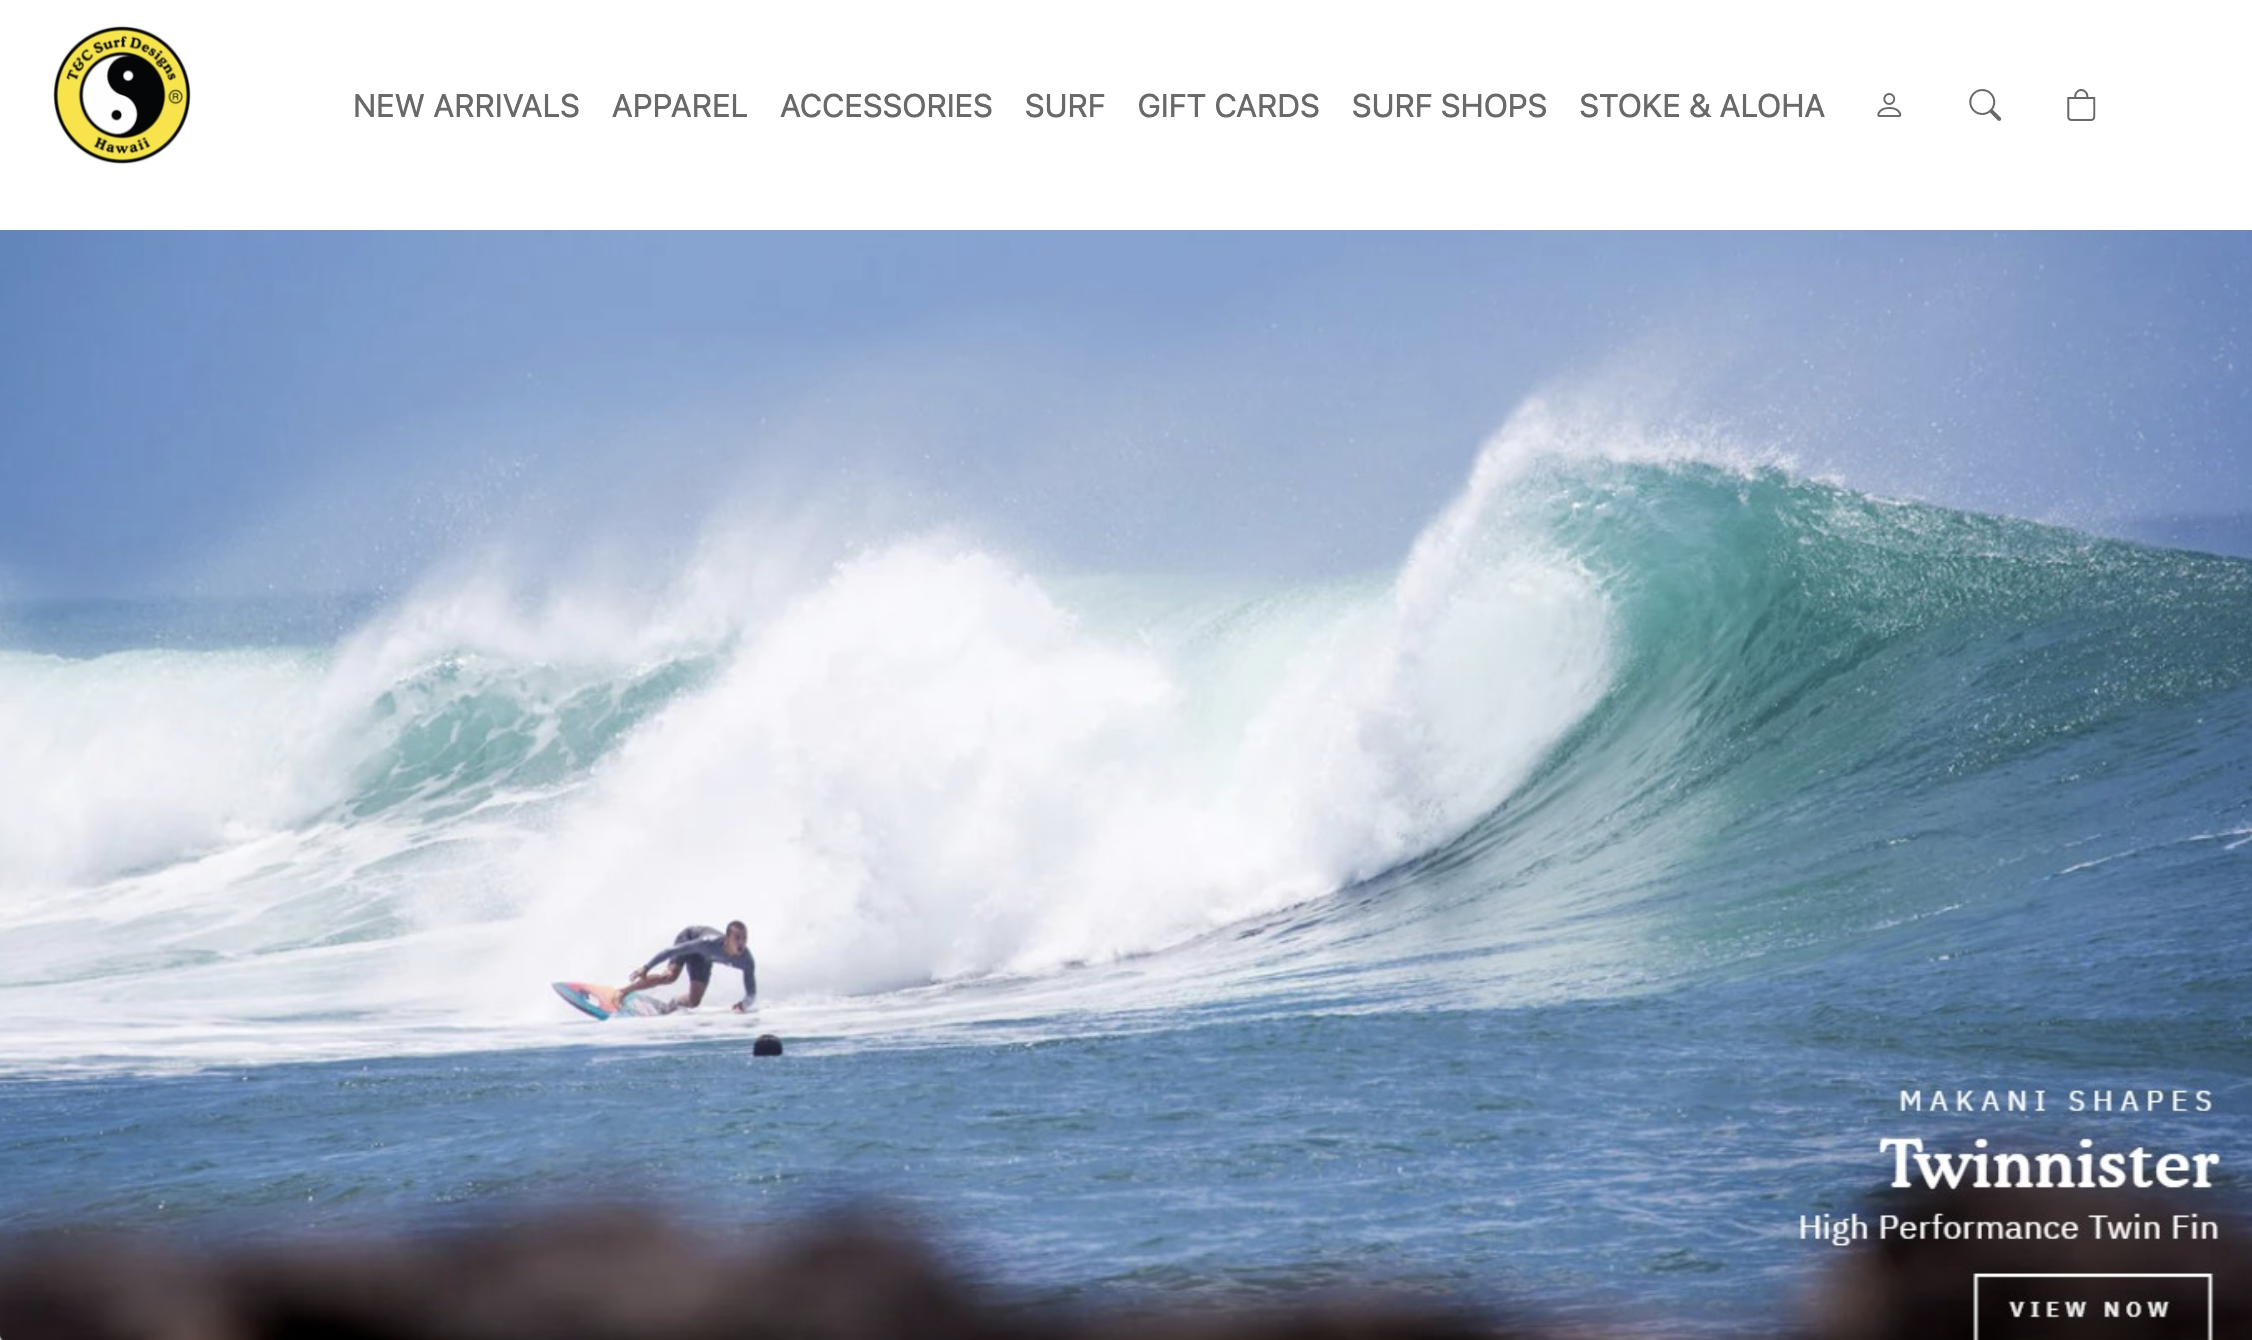 T&C Surf Designs
®
Hawaii
NEW ARRIVALS APPAREL ACCESSORIES SURF GIFT CARDS SURF SHOPS STOKE & ALOHA
MAKANI SHAPES
Twinnister
High Performance Twin Fin
VIEW NOW